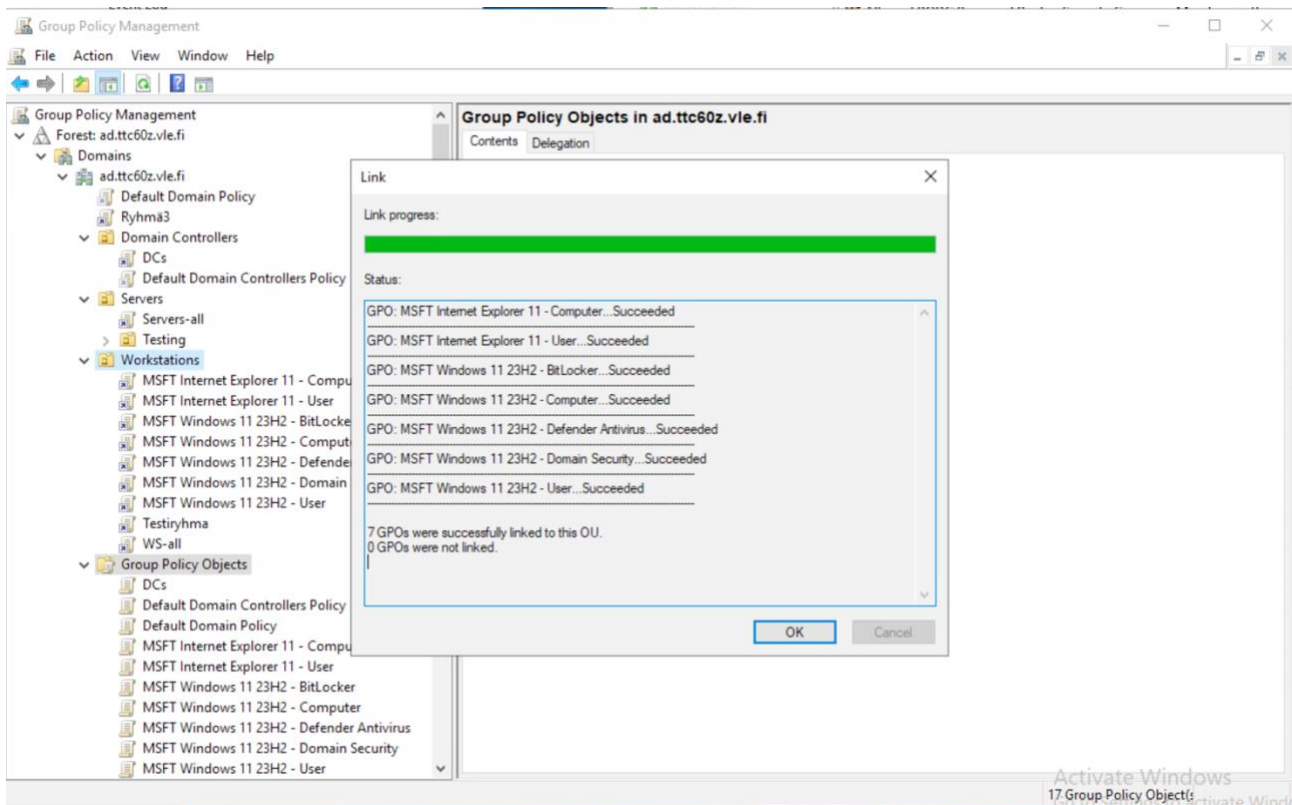 Group Policy Management
File Action View Window Help
Group Policy Management
Forest: ad.ttc60z.vle.fi
Domains
ad.ttc60z.vle.fi
Default Domain Policy
Ryhmä3
Domain Controllers
DCs
Default Domain Controllers Policy
Servers
Servers-all
Testing
Workstations
MSFT Internet Explorer 11 - Compu
MSFT Internet Explorer 11 - User
MSFT Windows 11 23H2 - BitLocke
MSFT Windows 11 23H2 - Comput
MSFT Windows 11 23H2 - Defende
MSFT Windows 11 23H2 - Domain
MSFT Windows 11 23H2 - User
Testiryhma
WS-all
Group Policy Objects
DCs
Default Domain Controllers Policy
Default Domain Policy
MSFT Internet Explorer 11 - Compu
MSFT Internet Explorer 11 - User
MSFT Windows 11 23H2 - BitLocker
MSFT Windows 11 23H2 - Computer
MSFT Windows 11 23H2 - Defender Antivirus
MSFT Windows 11 23H2 - Domain Security
MSFT Windows 11 23H2 - User
Group Policy Objects in ad.ttc60z.vle.fi
Contents Delegation
Link
Link progress:
Status:
GPO: MSFT Internet Explorer 11 - Computer...Succeeded
GPO: MSFT Internet Explorer 11 - User...Succeeded
GPO: MSFT Windows 11 23H2 - BitLocker...Succeeded
GPO: MSFT Windows 11 23H2 - Computer...Succeeded
GPO: MSFT Windows 11 23H2 - Defender Antivirus...Succeeded
GPO: MSFT Windows 11 23H2 - Domain Security...Succeeded
GPO: MSFT Windows 11 23H2 - User...Succeeded
7 GPOs were successfully linked to this OU.
0 GPOs were not linked.
OK Cancel
Activate Windows
17 Group Policy Object(s